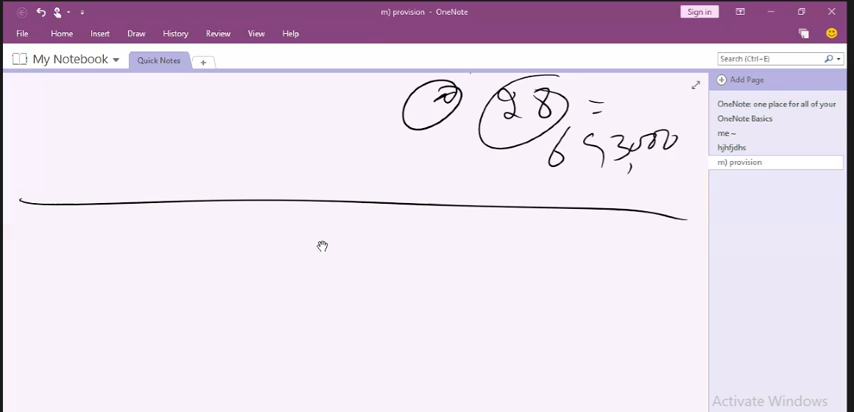 m) provision - OneNote
Sign in
File Home Insert Draw History Review View Help
My Notebook Quick Notes
Search (Ctrl+E)
Add Page
OneNote: one place for all of your
OneNote Basics
me ~
hjhfjdhs
m) provision
28 =
693,000
Activate Windows